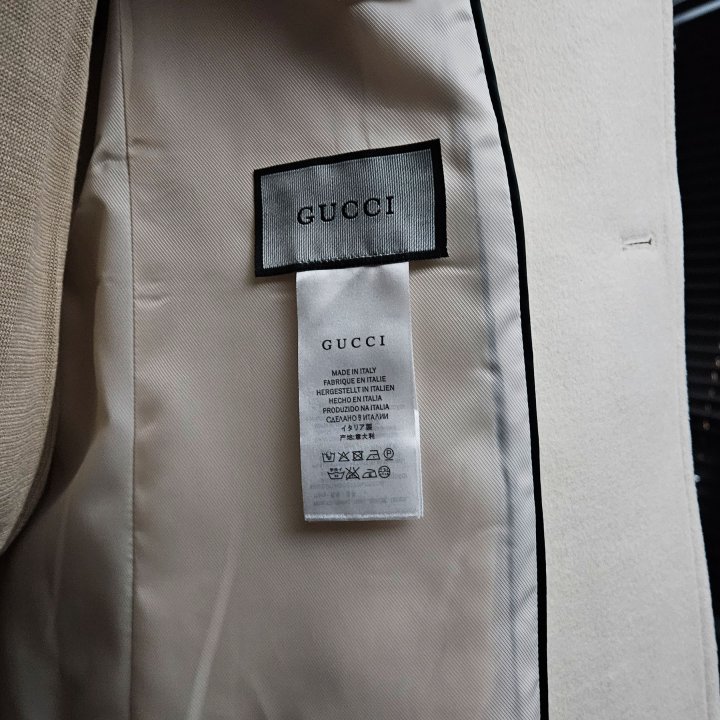 GUCCI
GUCCI
MADE IN ITALY
FABRIQUE EN ITALIE
HERGESTELLT IN ITALIEN
HECHO EN ITALIA
PRODUZIDO NA ITALIA
СДЕЛАНО В ИТАЛИИ
イタリア製
产地:意大利